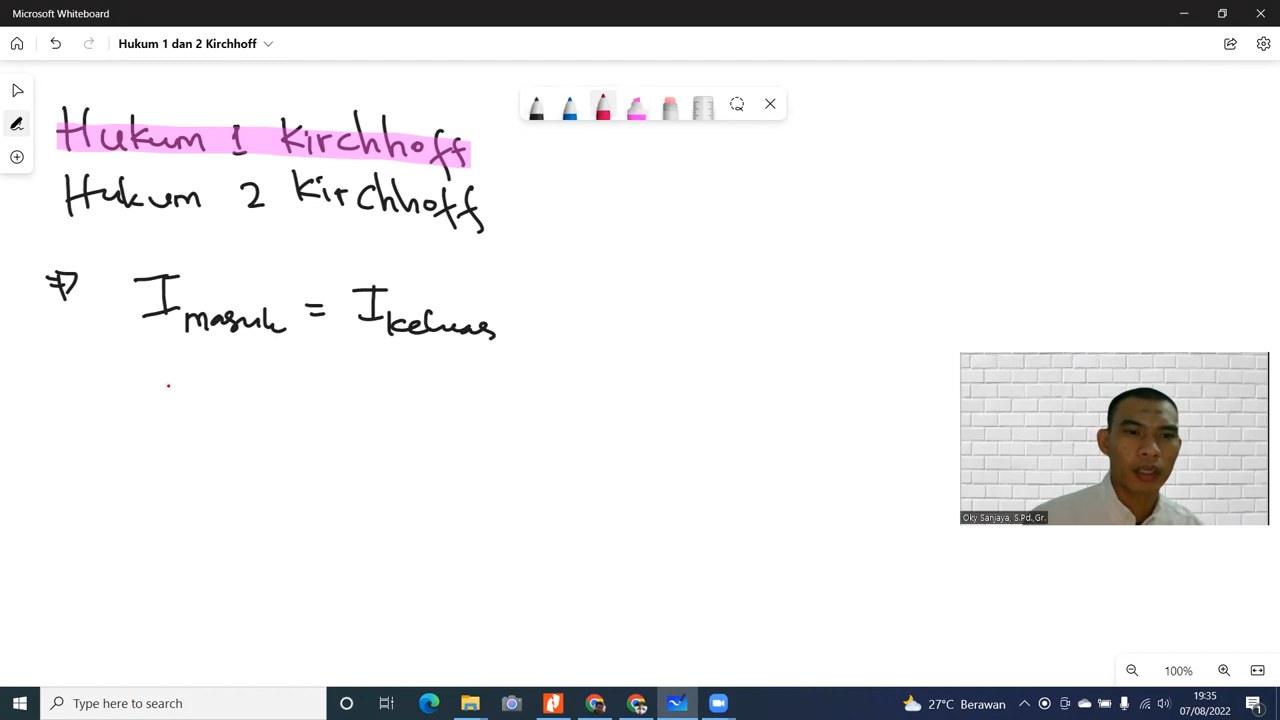 Microsoft Whiteboard
Hukum 1 dan 2 Kirchhoff
Hukum 1 Kirchhoff
Hukum 2 Kirchhoff
⇒ I masuk = I keluar
Oky Sanjaya, S.Pd.,Gr.
100%
Type here to search
27°C Berawan
19:35
07/08/2022
1